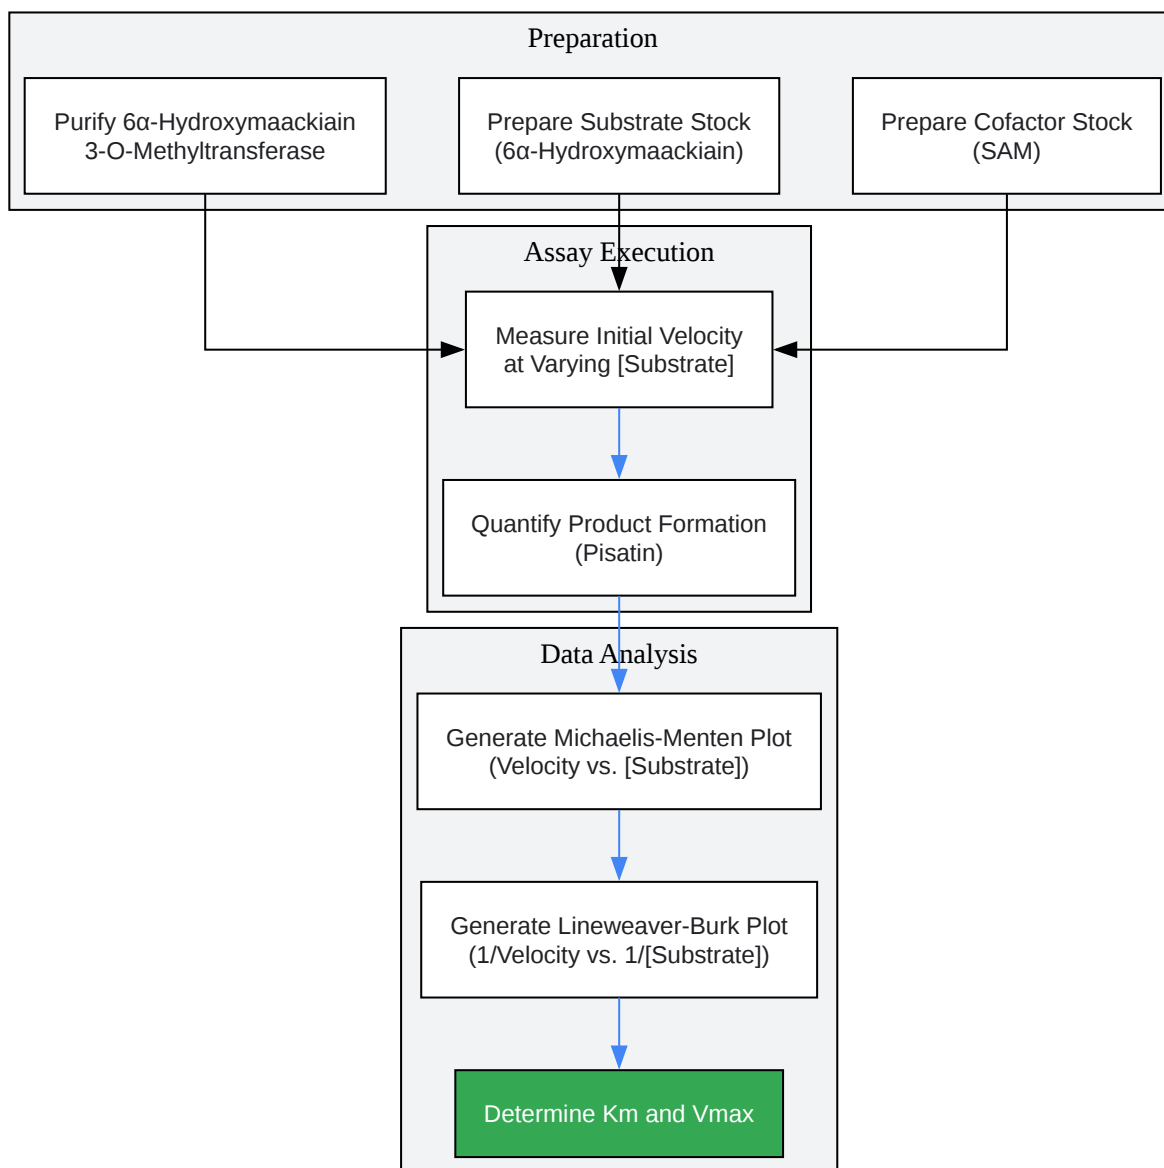 Preparation
Purify 6α-Hydroxymaackiain
3-O-Methyltransferase
Prepare Substrate Stock
(6α-Hydroxymaackiain)
Prepare Cofactor Stock
(SAM)
Assay Execution
Measure Initial Velocity
at Varying [Substrate]
Quantify Product Formation
(Pisatin)
Data Analysis
Generate Michaelis-Menten Plot
(Velocity vs. [Substrate])
Generate Lineweaver-Burk Plot
(1/Velocity vs. 1/[Substrate])
Determine Km and Vmax